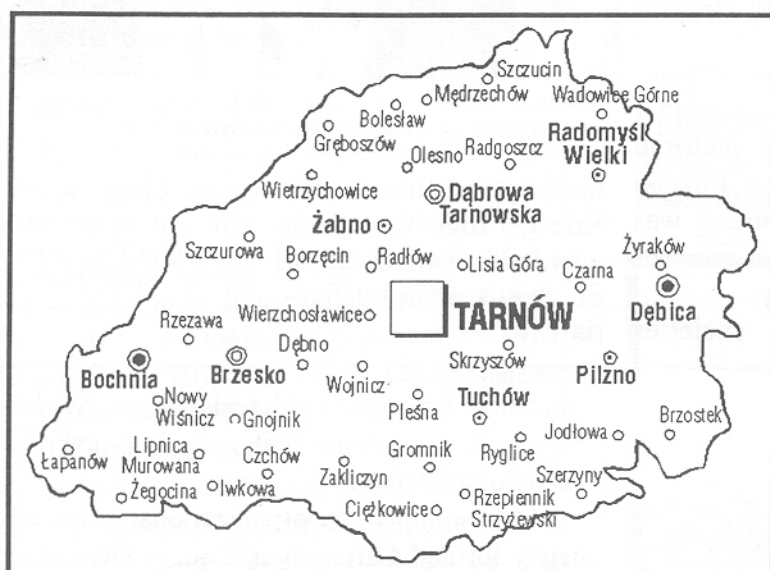 Szczucin
Mędrzechów
Wadowice Górne
Bolesław
Gręboszów
Radomyśl
Wielki
Olesno
Radgoszcz
Wietrzychowice
Dąbrowa
Tarnowska
Żabno
Szczurowa
Borzęcin
Radłów
Lisia Góra
Żyraków
Czarna
Dębica
Wierzchosławice
TARNÓW
Rzezawa
Dębno
Skrzyszów
Bochnia
Brzesko
Wojnicz
Pilzno
Nowy
Wiśnicz
Gnojnik
Pleśna
Tuchów
Jodłowa
Brzostek
Łapanów
Lipnica
Murowana
Czchów
Zakliczyn
Gromnik
Ryglice
Żegocina
Iwkowa
Szerzyny
Ciężkowice
Rzepiennik
Strzyżewski